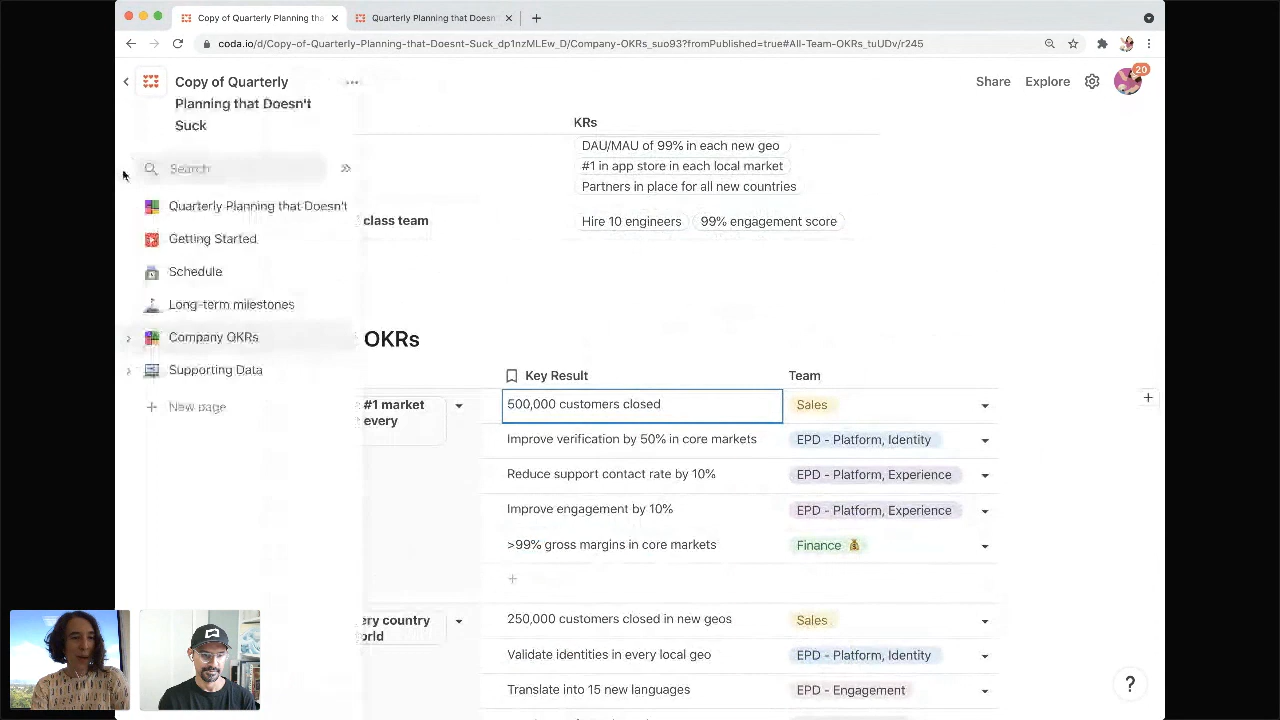 Copy of Quarterly Planning tha
Quarterly Planning that Doesn'
coda.io/d/Copy-of-Quarterly-Planning-that-Doesnt-Suck_dp1nzMLEw_D/Company-OKRs_suo93?fromPublished=true#All-Team-OKRs_tuUDv/r245
Copy of Quarterly
Planning that Doesn't
Suck
Share
Explore
20
Search
Quarterly Planning that Doesn't
Getting Started
Schedule
Long-term milestones
Company OKRs
Supporting Data
New page
KRs
DAU/MAU of 99% in each new geo
#1 in app store in each local market
Partners in place for all new countries
class team
Hire 10 engineers
99% engagement score
OKRs
Key Result
Team
#1 market
every
500,000 customers closed
Sales
Improve verification by 50% in core markets
EPD - Platform, Identity
Reduce support contact rate by 10%
EPD - Platform, Experience
Improve engagement by 10%
EPD - Platform, Experience
>99% gross margins in core markets
Finance 💰
ery country
orld
250,000 customers closed in new geos
Sales
Validate identities in every local geo
EPD - Platform, Identity
Translate into 15 new languages
EPD - Engagement
?